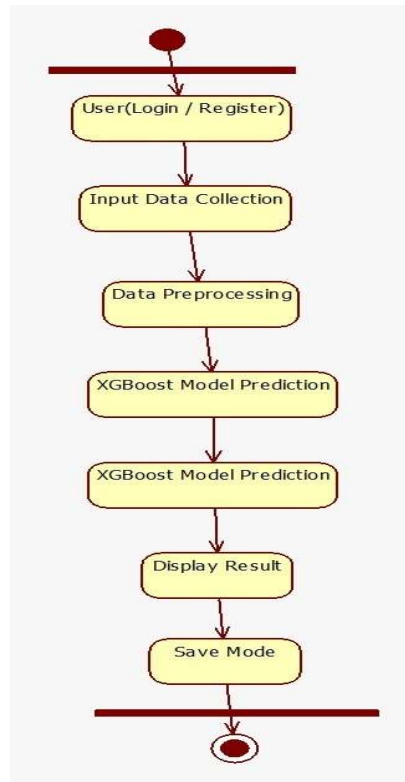 User(Login / Register)
Input Data Collection
Data Preprocessing
XGBoost Model Prediction
XGBoost Model Prediction
Display Result
Save Mode